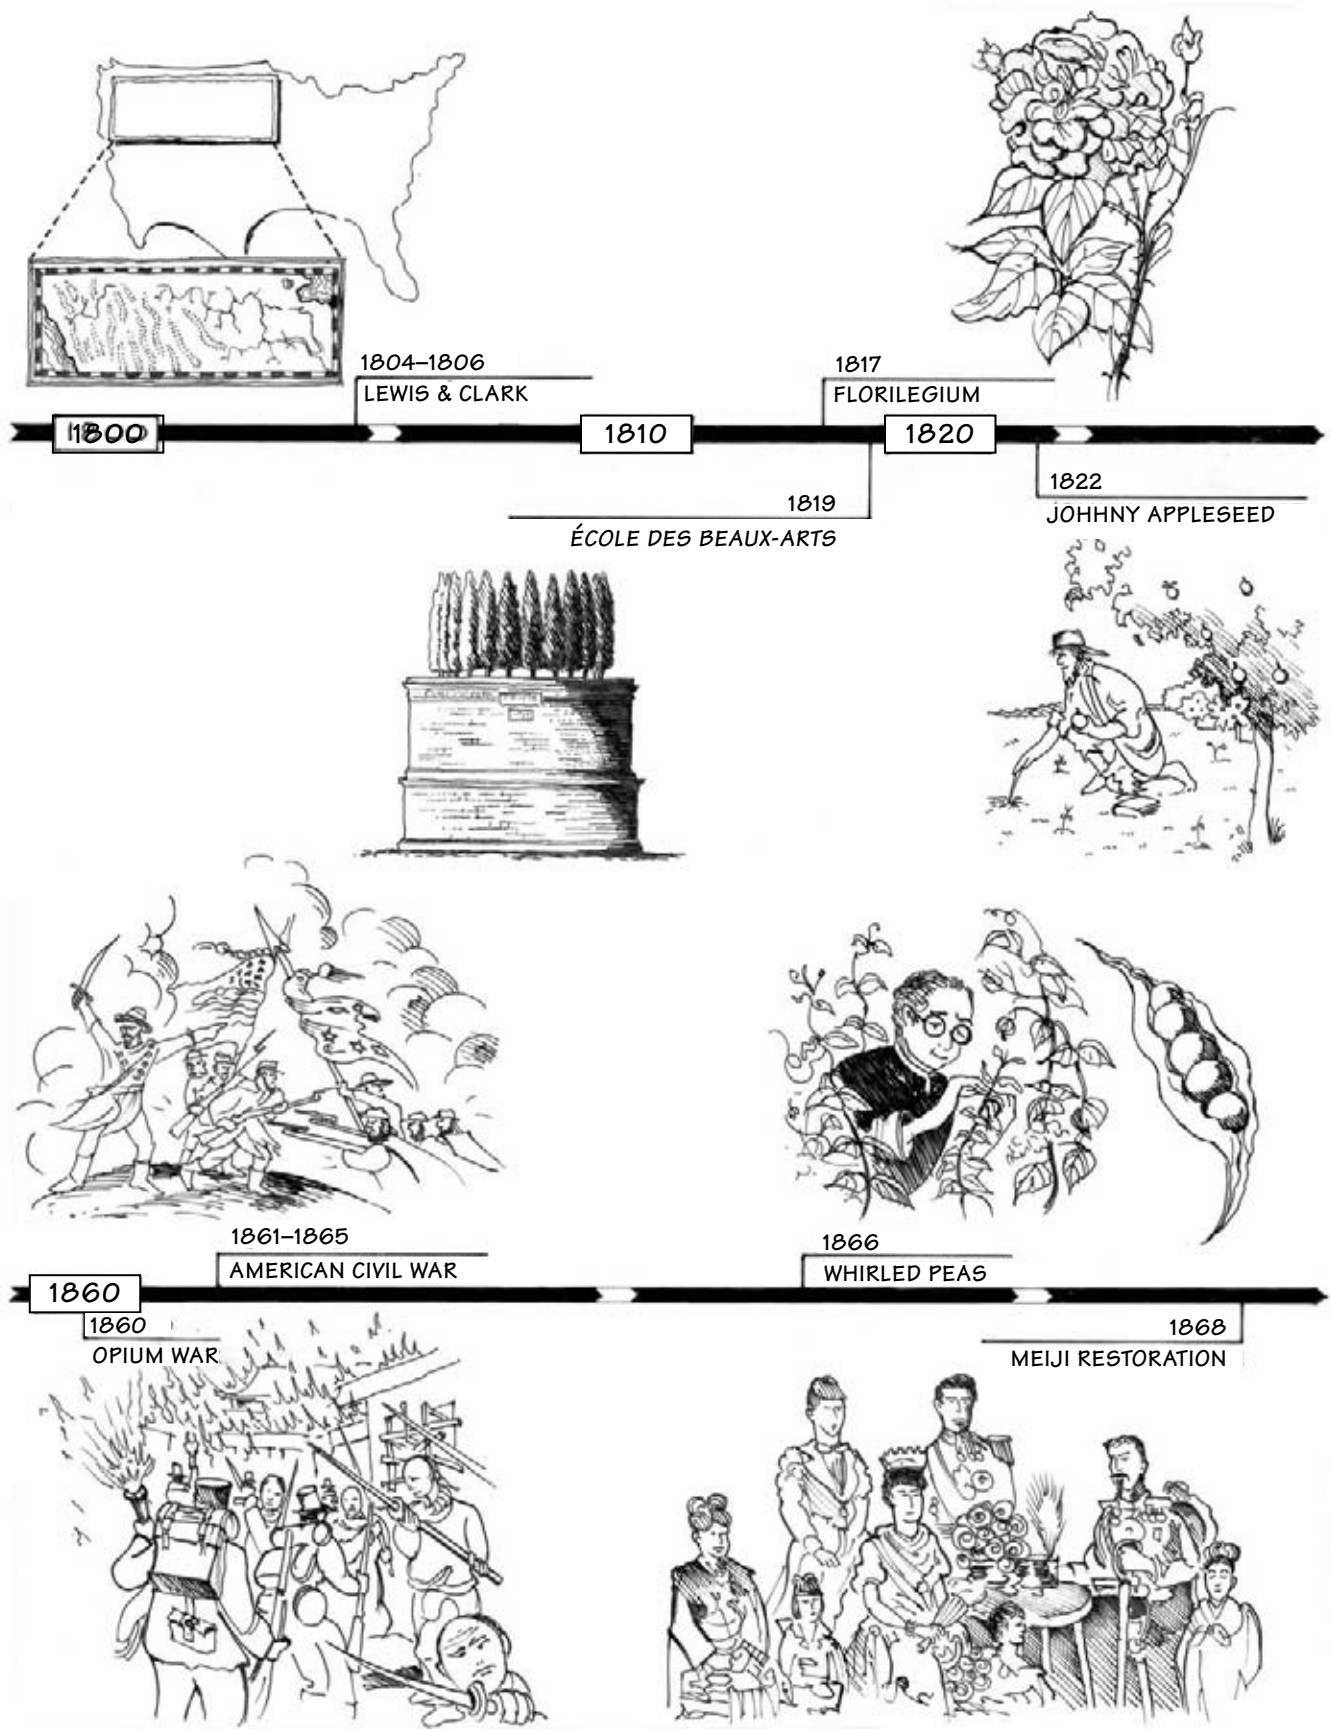 1804–1806
LEWIS & CLARK
1817
FLORILEGIUM
1800
1810
1820
1819
ÉCOLE DES BEAUX-ARTS
1822
JOHHNY APPLESEED
1861–1865
AMERICAN CIVIL WAR
1866
WHIRLED PEAS
1860
1860
OPIUM WAR
1868
MEIJI RESTORATION